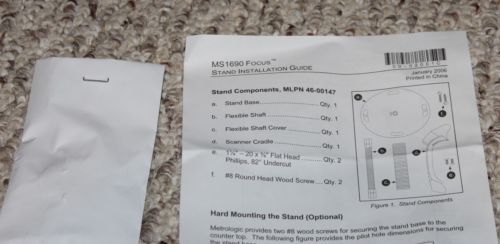 MS1690 FOCUS™
STAND INSTALLATION GUIDE
January 2006
Printed in China
Stand Components, MLPN 46-00147
a. Stand Base Qty. 1
b. Flexible Shaft Qty. 1
c. Flexible Shaft Cover Qty. 1
d. Scanner Cradle Qty. 1
e. 1¼" – 20 x ¾" Flat Head Qty. 2
Phillips, 82° Undercut
f. #8 Round Head Wood Screw Qty. 2
Figure 1. Stand Components
Hard Mounting the Stand (Optional)
Metrologic provides two #8 wood screws for securing the stand base to the
counter top. The following figure provides the pilot hole dimensions for securing
the stand base